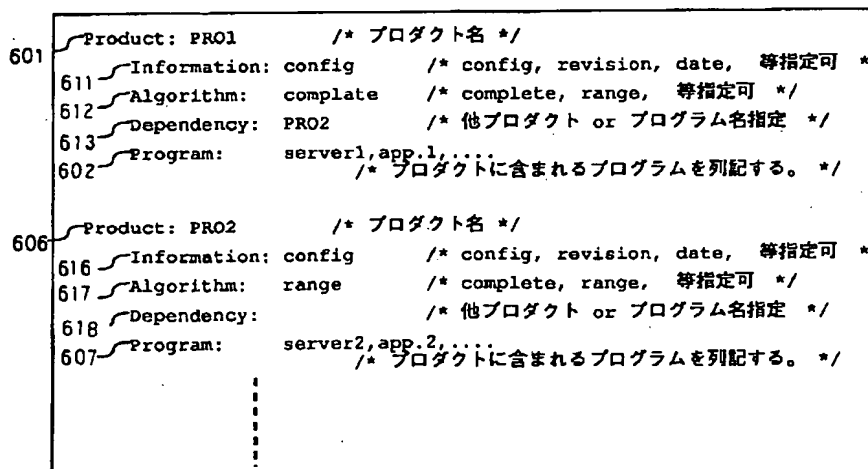 601 Product: PRO1 /* プロダクト名 */
611 Information: config /* config, revision, date, 等指定可 *
612 Algorithm: complate /* complete, range, 等指定可 */
613 Dependency: PRO2 /* 他プロダクト or プログラム名指定 */
602 Program: server1,app.1,....
/* プロダクトに含まれるプログラムを列記する。 */
606 Product: PRO2 /* プロダクト名 */
616 Information: config /* config, revision, date, 等指定可 *
617 Algorithm: range /* complete, range, 等指定可 */
618 Dependency: /* 他プロダクト or プログラム名指定 */
607 Program: server2,app.2,....
/* プロダクトに含まれるプログラムを列記する。 */